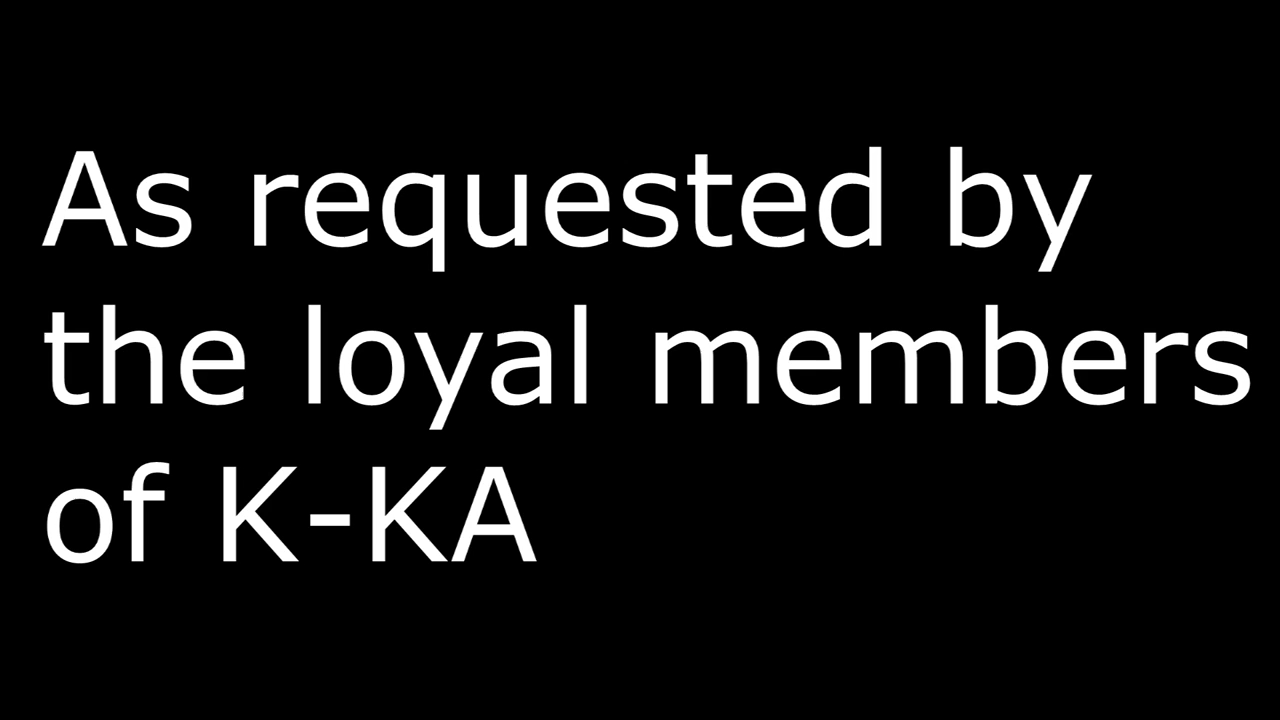 As requested by
the loyal members
of K-KA